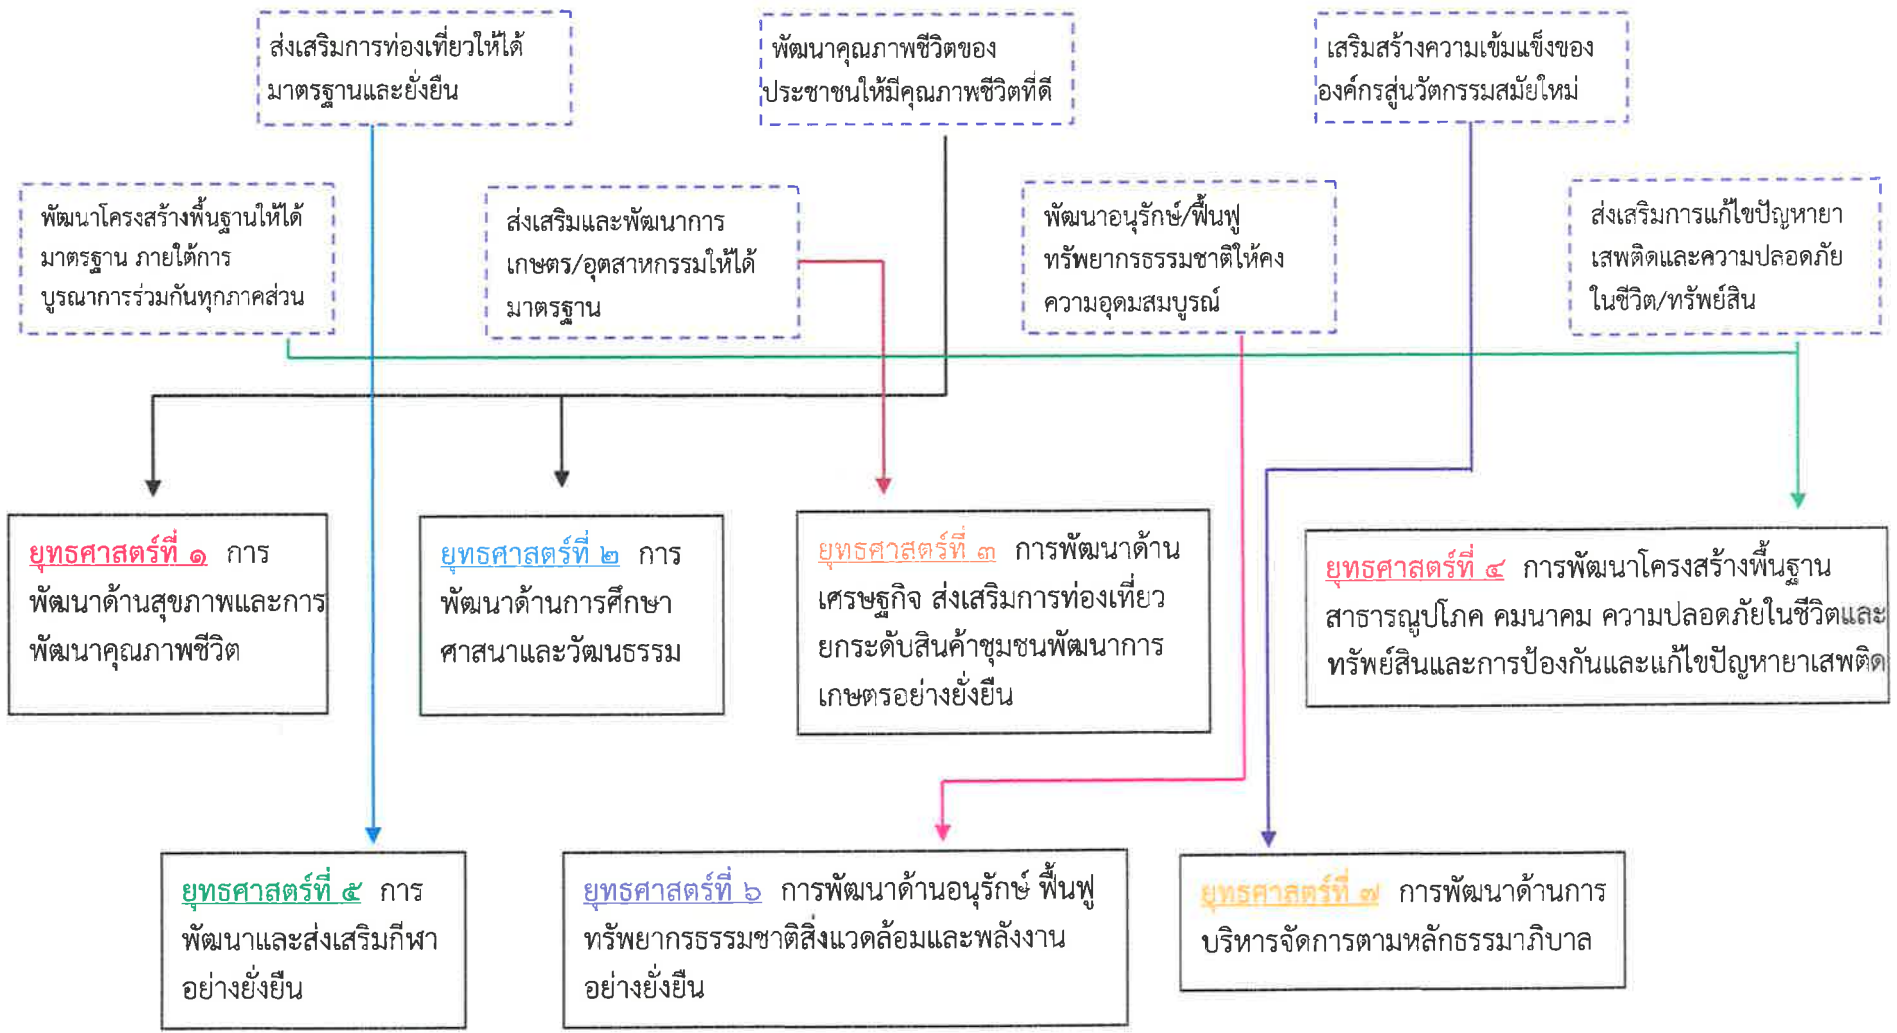 ส่งเสริมการท่องเที่ยวให้ได้
มาตรฐานและยั่งยืน
พัฒนาคุณภาพชีวิตของ
ประชาชนให้มีคุณภาพชีวิตที่ดี
เสริมสร้างความเข้มแข็งของ
องค์กรสู่นวัตกรรมสมัยใหม่
พัฒนาโครงสร้างพื้นฐานให้ได้
มาตรฐาน ภายใต้การ
บูรณาการร่วมกันทุกภาคส่วน
ส่งเสริมและพัฒนาการ
เกษตร/อุตสาหกรรมให้ได้
มาตรฐาน
พัฒนาอนุรักษ์/ฟื้นฟู
ทรัพยากรธรรมชาติให้คง
ความอุดมสมบูรณ์
ส่งเสริมการแก้ไขปัญหายา
เสพติดและความปลอดภัย
ในชีวิต/ทรัพย์สิน
ยุทธศาสตร์ที่ ๑ การ
พัฒนาด้านสุขภาพและการ
พัฒนาคุณภาพชีวิต
ยุทธศาสตร์ที่ ๒ การ
พัฒนาด้านการศึกษา
ศาสนาและวัฒนธรรม
ยุทธศาสตร์ที่ ๓ การพัฒนาด้าน
เศรษฐกิจ ส่งเสริมการท่องเที่ยว
ยกระดับสินค้าชุมชนพัฒนาการ
เกษตรอย่างยั่งยืน
ยุทธศาสตร์ที่ ๔ การพัฒนาโครงสร้างพื้นฐาน
สาธารณูปโภค คมนาคม ความปลอดภัยในชีวิตและ
ทรัพย์สินและการป้องกันและแก้ไขปัญหายาเสพติด
ยุทธศาสตร์ที่ ๕ การ
พัฒนาและส่งเสริมกีฬา
อย่างยั่งยืน
ยุทธศาสตร์ที่ ๖ การพัฒนาด้านอนุรักษ์ ฟื้นฟู
ทรัพยากรธรรมชาติสิ่งแวดล้อมและพลังงาน
อย่างยั่งยืน
ยุทธศาสตร์ที่ ๗ การพัฒนาด้านการ
บริหารจัดการตามหลักธรรมาภิบาล